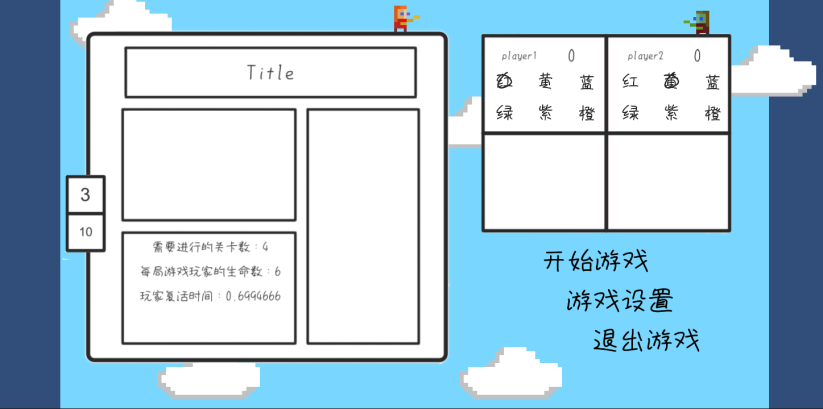 Title
3
10
需要进行的关卡数：4
每局游戏玩家的生命数：6
玩家复活时间：0.6994666
player1 0
红 黄 蓝
绿 紫 橙
player2 0
红 黄 蓝
绿 紫 橙
开始游戏
游戏设置
退出游戏